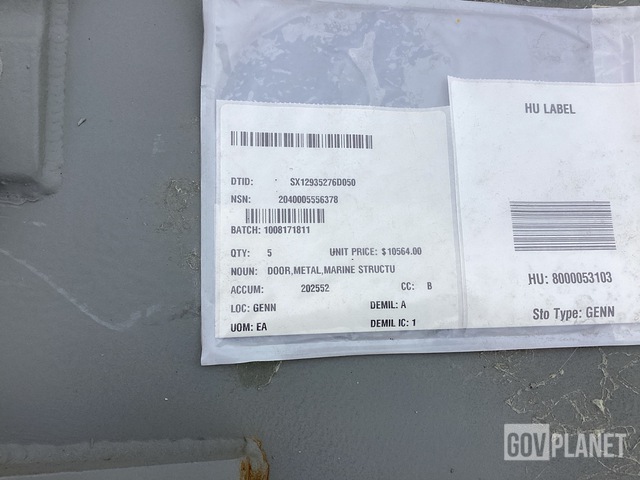 DTID: SX12935276D050
NSN: 2040005556378
BATCH: 1008171811
QTY: 5 UNIT PRICE: $10564.00
NOUN: DOOR,METAL,MARINE STRUCTU
ACCUM: 202552 CC: B
LOC: GENN DEMIL: A
UOM: EA DEMIL IC: 1
HU LABEL
HU: 8000053103
Sto Type: GENN
GOVPLANET